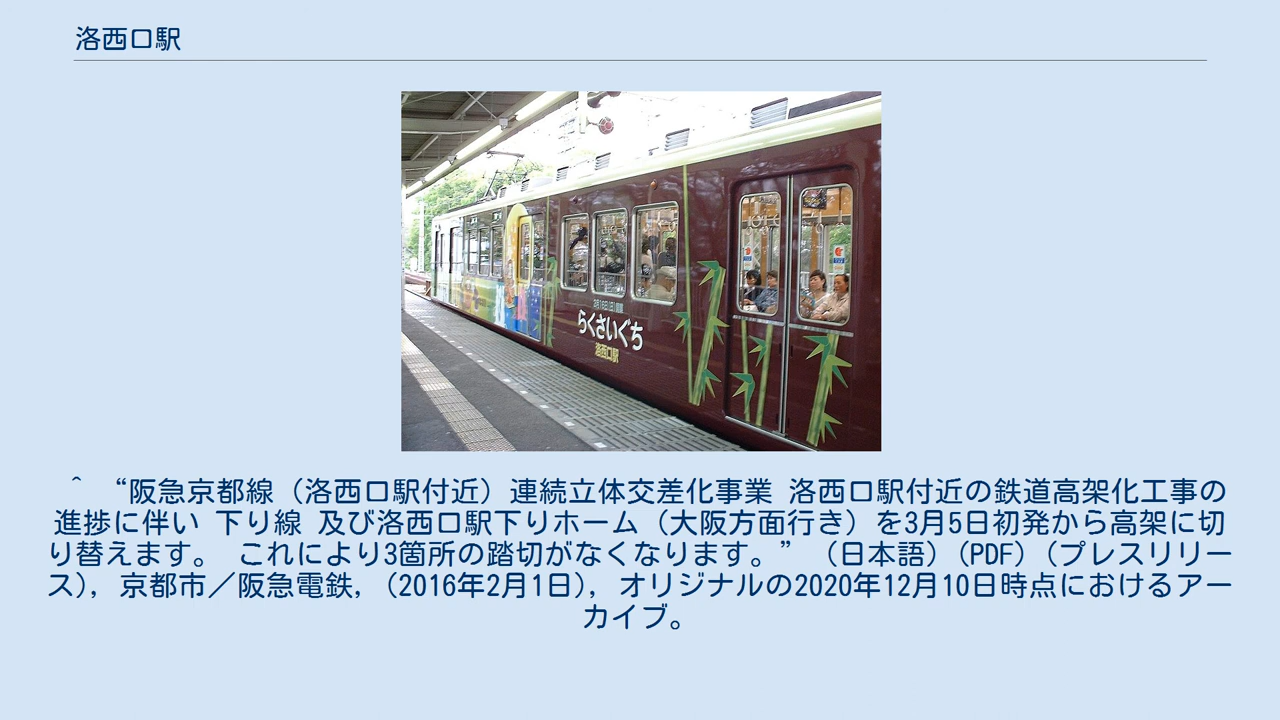 洛西口駅
らくさいぐち
洛西口駅
^ “阪急京都線（洛西口駅付近）連続立体交差化事業 洛西口駅付近の鉄道高架化工事の
進捗に伴い 下り線 及び洛西口駅下りホーム（大阪方面行き）を3月5日初発から高架に切
り替えます。 これにより3箇所の踏切がなくなります。” （日本語）（PDF）（プレスリリー
ス）, 京都市／阪急電鉄, （2016年2月1日）, オリジナルの2020年12月10日時点におけるアー
カイブ。